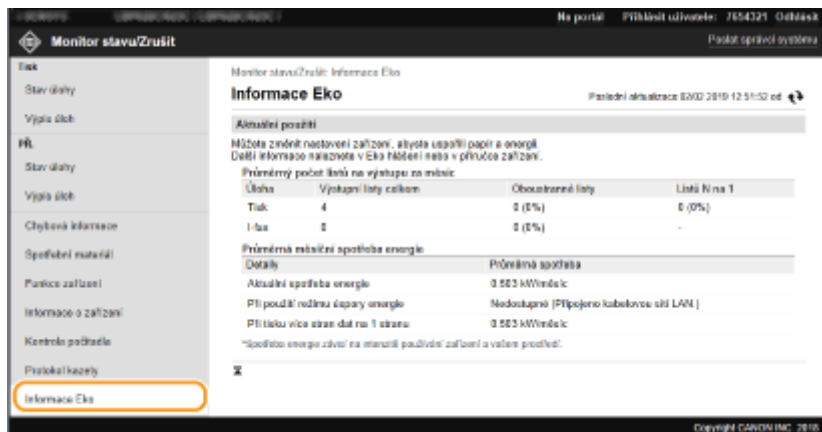 Na portál Přihlásit uživatele: 7654321 Odhlásit
Monitor stavu/Zrušit
Poslat správci systému
Tisk
Stav úlohy
Výpis úloh
Př.
Stav úlohy
Výpis úloh
Chybová informace
Spotřební materiál
Funkce zařízení
Informace o zařízení
Kontrola počitadla
Protokol kazety
Informace Eko
Monitor stavu/Zrušit: Informace Eko
Informace Eko
Poslední aktualizace 02/02 2019 12:51:52 od
Aktuální použití
Můžete změnit nastavení zařízení, abyste uspořili papír a energii.
Další informace naleznete v Eko hlášení nebo v příručce zařízení.
Průměrný počet listů na výstupu za měsíc
Úloha Výstupní listy celkem Oboustranné listy Listů N na 1
Tisk 4 0 (0%) 0 (0%)
I-fax 0 0 (0%) -
Průměrná měsíční spotřeba energie
Detaily Průměrná spotřeba
Aktuální spotřeba energie 0.503 kW/měsíc
Při použití režimu úspory energie Nedostupné (Připojeno kabelovou sítí LAN.)
Při tisku více stran dat na 1 stranu 0.503 kW/měsíc
*Spotřeba energie závisí na intenzitě používání zařízení a vašem prostředí.
Copyright CANON INC. 2018